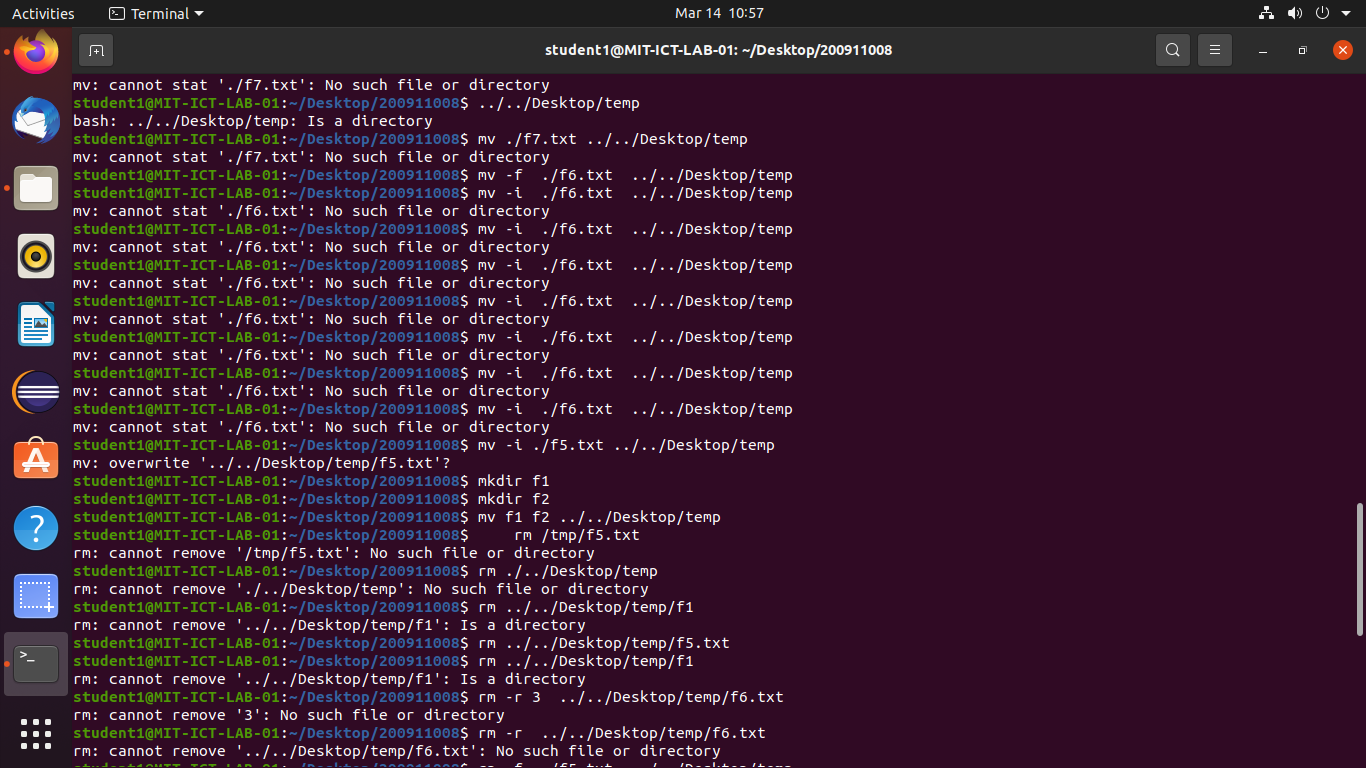 Activities Terminal Mar 14 10:57
student1@MIT-ICT-LAB-01: ~/Desktop/200911008
mv: cannot stat './f7.txt': No such file or directory
student1@MIT-ICT-LAB-01:~/Desktop/200911008$ ../../Desktop/temp
bash: ../../Desktop/temp: Is a directory
student1@MIT-ICT-LAB-01:~/Desktop/200911008$ mv ./f7.txt ../../Desktop/temp
mv: cannot stat './f7.txt': No such file or directory
student1@MIT-ICT-LAB-01:~/Desktop/200911008$ mv -f  ./f6.txt  ../../Desktop/temp
student1@MIT-ICT-LAB-01:~/Desktop/200911008$ mv -i  ./f6.txt  ../../Desktop/temp
mv: cannot stat './f6.txt': No such file or directory
student1@MIT-ICT-LAB-01:~/Desktop/200911008$ mv -i  ./f6.txt  ../../Desktop/temp
mv: cannot stat './f6.txt': No such file or directory
student1@MIT-ICT-LAB-01:~/Desktop/200911008$ mv -i  ./f6.txt  ../../Desktop/temp
mv: cannot stat './f6.txt': No such file or directory
student1@MIT-ICT-LAB-01:~/Desktop/200911008$ mv -i  ./f6.txt  ../../Desktop/temp
mv: cannot stat './f6.txt': No such file or directory
student1@MIT-ICT-LAB-01:~/Desktop/200911008$ mv -i  ./f6.txt  ../../Desktop/temp
mv: cannot stat './f6.txt': No such file or directory
student1@MIT-ICT-LAB-01:~/Desktop/200911008$ mv -i  ./f6.txt  ../../Desktop/temp
mv: cannot stat './f6.txt': No such file or directory
student1@MIT-ICT-LAB-01:~/Desktop/200911008$ mv -i  ./f6.txt  ../../Desktop/temp
mv: cannot stat './f6.txt': No such file or directory
student1@MIT-ICT-LAB-01:~/Desktop/200911008$ mv -i ./f5.txt ../../Desktop/temp
mv: overwrite '../../Desktop/temp/f5.txt'?
student1@MIT-ICT-LAB-01:~/Desktop/200911008$ mkdir f1
student1@MIT-ICT-LAB-01:~/Desktop/200911008$ mkdir f2
student1@MIT-ICT-LAB-01:~/Desktop/200911008$ mv f1 f2 ../../Desktop/temp
student1@MIT-ICT-LAB-01:~/Desktop/200911008$     rm /tmp/f5.txt
rm: cannot remove '/tmp/f5.txt': No such file or directory
student1@MIT-ICT-LAB-01:~/Desktop/200911008$ rm ./../Desktop/temp
rm: cannot remove './../Desktop/temp': No such file or directory
student1@MIT-ICT-LAB-01:~/Desktop/200911008$ rm ../../Desktop/temp/f1
rm: cannot remove '../../Desktop/temp/f1': Is a directory
student1@MIT-ICT-LAB-01:~/Desktop/200911008$ rm ../../Desktop/temp/f5.txt
student1@MIT-ICT-LAB-01:~/Desktop/200911008$ rm ../../Desktop/temp/f1
rm: cannot remove '../../Desktop/temp/f1': Is a directory
student1@MIT-ICT-LAB-01:~/Desktop/200911008$ rm -r 3  ../../Desktop/temp/f6.txt
rm: cannot remove '3': No such file or directory
student1@MIT-ICT-LAB-01:~/Desktop/200911008$ rm -r  ../../Desktop/temp/f6.txt
rm: cannot remove '../../Desktop/temp/f6.txt': No such file or directory